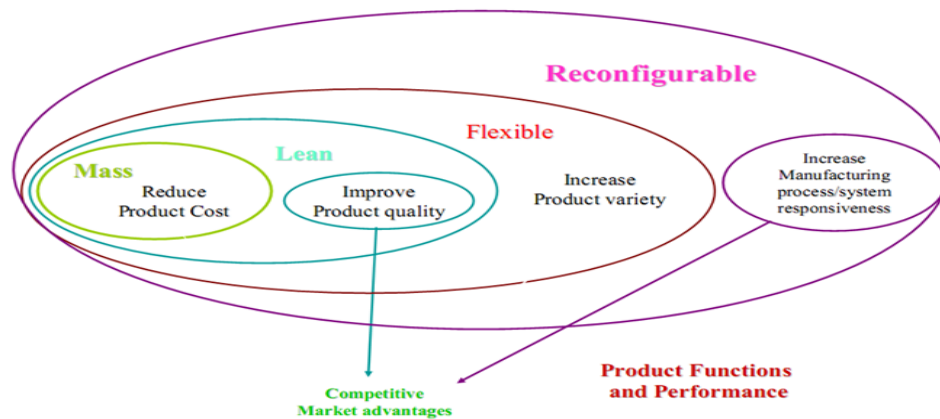 Reconfigurable
Flexible
Lean
Mass
Reduce
Product Cost
Improve
Product quality
Increase
Product variety
Increase
Manufacturing
process/system
responsiveness
Product Functions
and Performance
Competitive
Market advantages